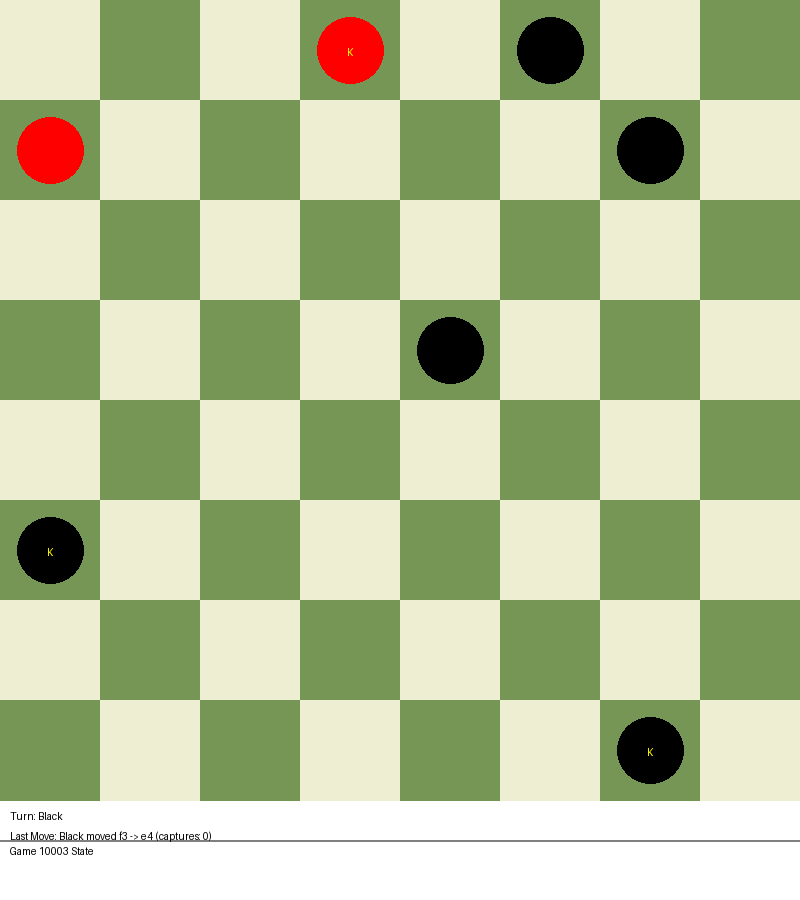 K
K
K
Turn: Black
Last Move: Black moved f3 -> e4 (captures: 0)
Game 10003 State